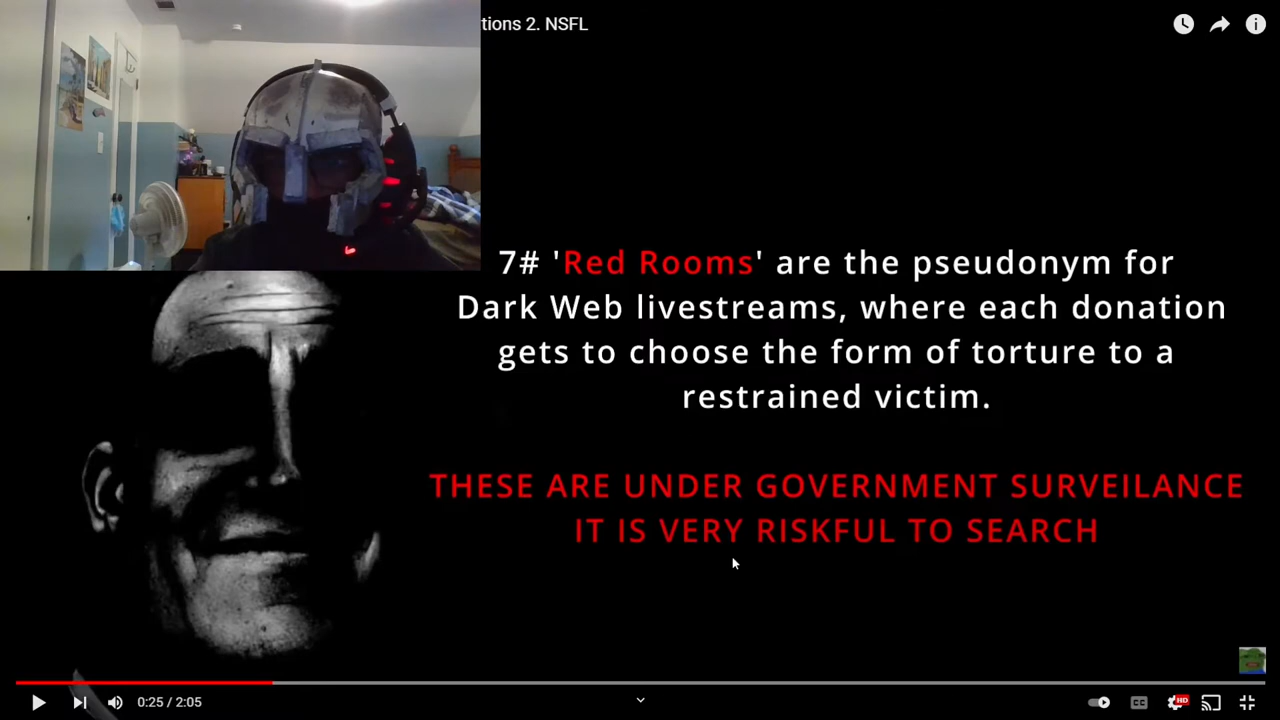 tions 2. NSFL
7# 'Red Rooms' are the pseudonym for
Dark Web livestreams, where each donation
gets to choose the form of torture to a
restrained victim.
THESE ARE UNDER GOVERNMENT SURVEILANCE
IT IS VERY RISKFUL TO SEARCH
0:25 / 2:05
CC
HD